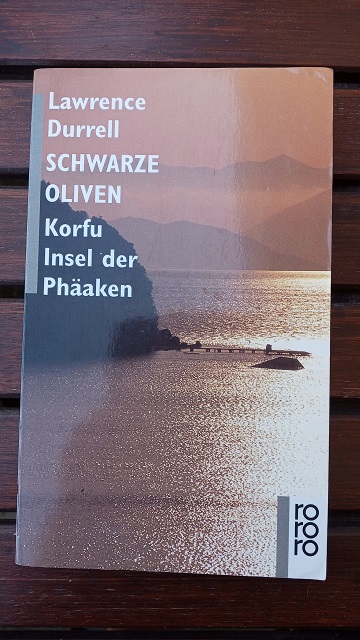 Lawrence
Durrell
SCHWARZE
OLIVEN
Korfu
Insel der
Phäaken
ro
ro
ro